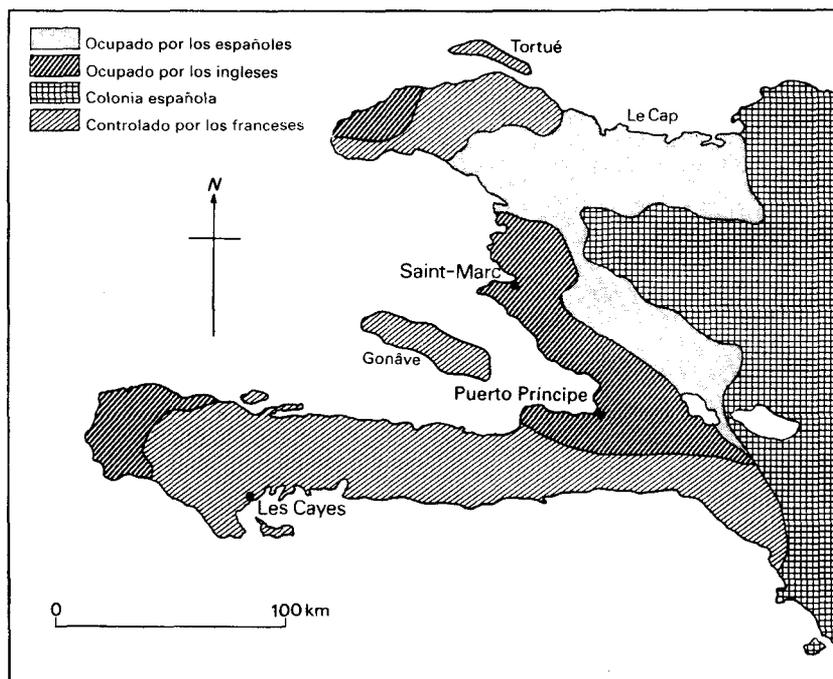 Ocupado por los españoles
Ocupado por los ingleses
Colonia española
Controlado por los franceses
Tortué
Le Cap
N
Saint-Marc
Gonâve
Puerto Príncipe
Les Cayes
0 100 km